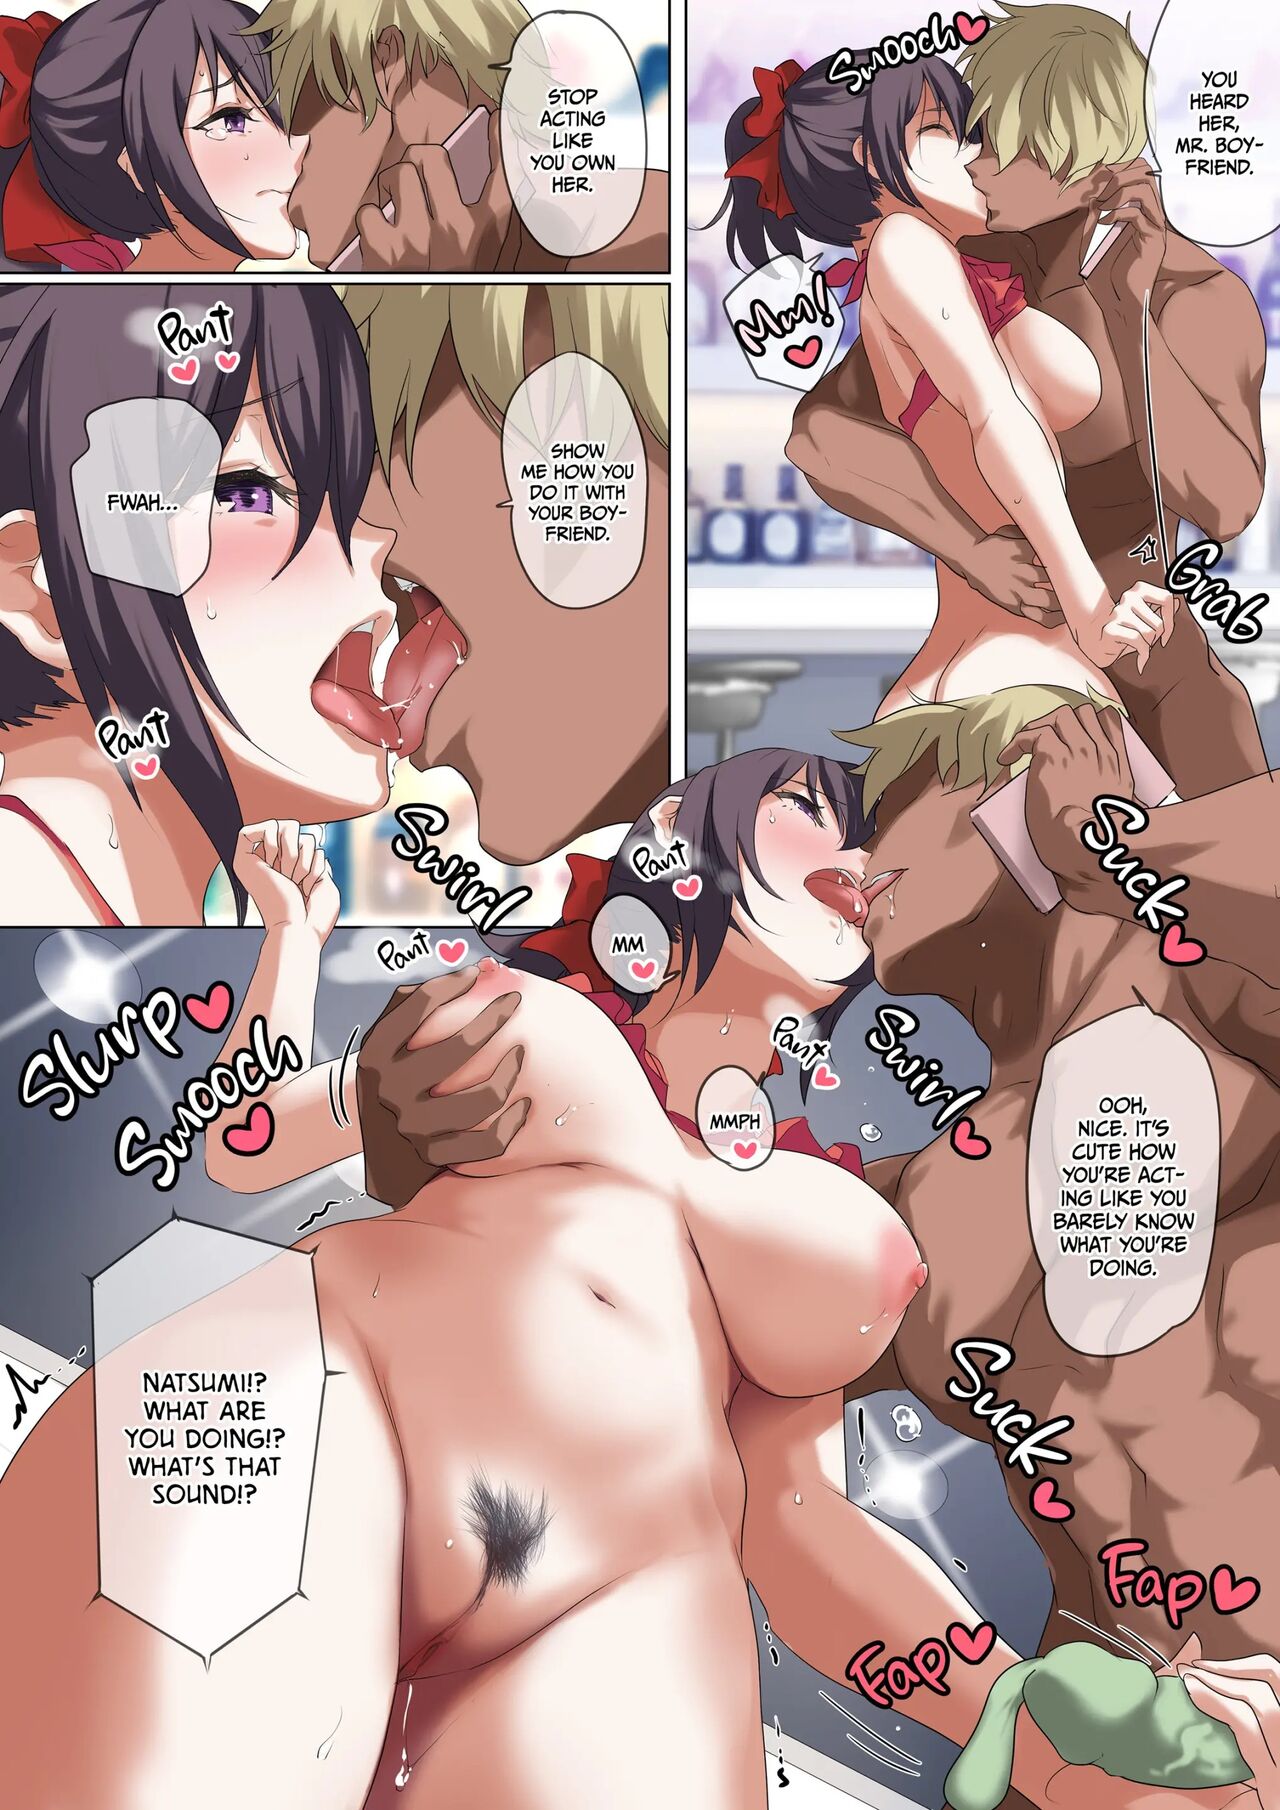 YOU
HEARD
HER,
MR. BOY-
FRIEND.
Smooch
Mm!
Grab
STOP
ACTING
LIKE
YOU OWN
HER.
Pant
SHOW
ME HOW YOU
DO IT WITH
YOUR BOY-
FRIEND.
FWAH...
Pant
Swirl
Suck
Pant
MM
Pant
Pant
Swirl
MMPH
Slurp
Smooch
OOH,
NICE. IT'S
CUTE HOW
YOU'RE ACT-
ING LIKE YOU
BARELY KNOW
WHAT YOU'RE
DOING.
Suck
NATSUMI!?
WHAT ARE
YOU DOING!?
WHAT'S THAT
SOUND!?
Fap
Fap